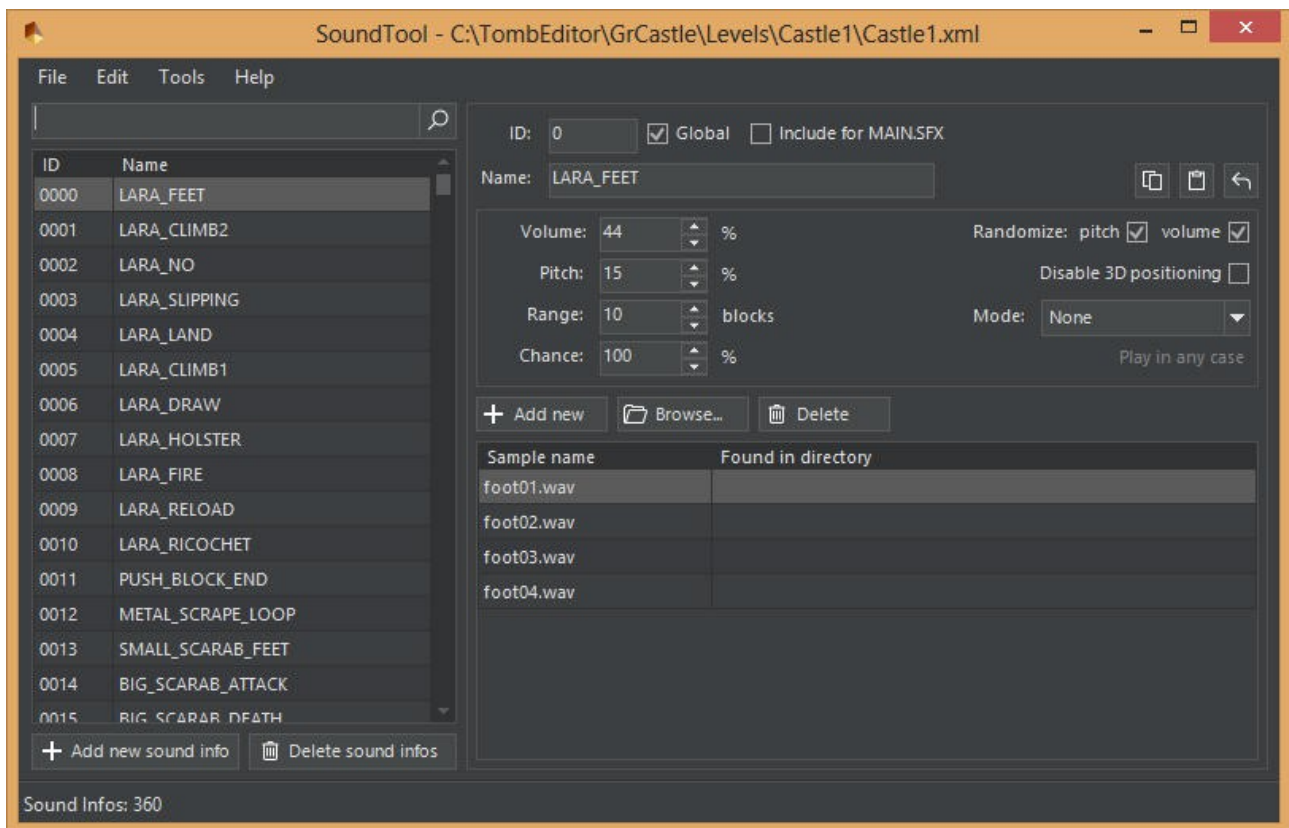 SoundTool - C:\TombEditor\GrCastle\Levels\Castle1\Castle1.xml
File Edit Tools Help
ID Name
0000 LARA_FEET
0001 LARA_CLIMB2
0002 LARA_NO
0003 LARA_SLIPPING
0004 LARA_LAND
0005 LARA_CLIMB1
0006 LARA_DRAW
0007 LARA_HOLSTER
0008 LARA_FIRE
0009 LARA_RELOAD
0010 LARA_RICOCHET
0011 PUSH_BLOCK_END
0012 METAL_SCRAPE_LOOP
0013 SMALL_SCARAB_FEET
0014 BIG_SCARAB_ATTACK
0015 BIG_SCARAB_DEATH
Add new sound info Delete sound infos
ID: 0 Global Include for MAIN.SFX
Name: LARA_FEET
Volume: 44 % Randomize: pitch volume
Pitch: 15 % Disable 3D positioning
Range: 10 blocks Mode: None
Chance: 100 % Play in any case
Add new Browse... Delete
Sample name Found in directory
foot01.wav
foot02.wav
foot03.wav
foot04.wav
Sound Infos: 360